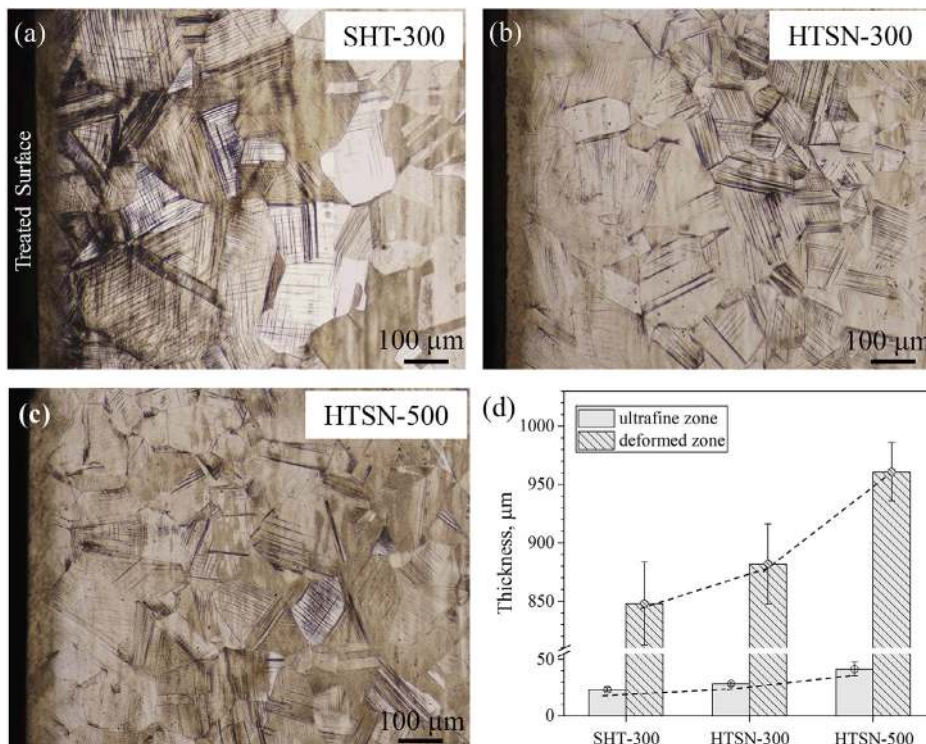 (a)
SHT-300
Treated Surface
100 μm
(b)
HTSN-300
100 μm
(c)
HTSN-500
100 μm
(d)
ultrafine zone
deformed zone
Thickness, μm
1000
950
900
850
50
0
SHT-300
HTSN-300
HTSN-500